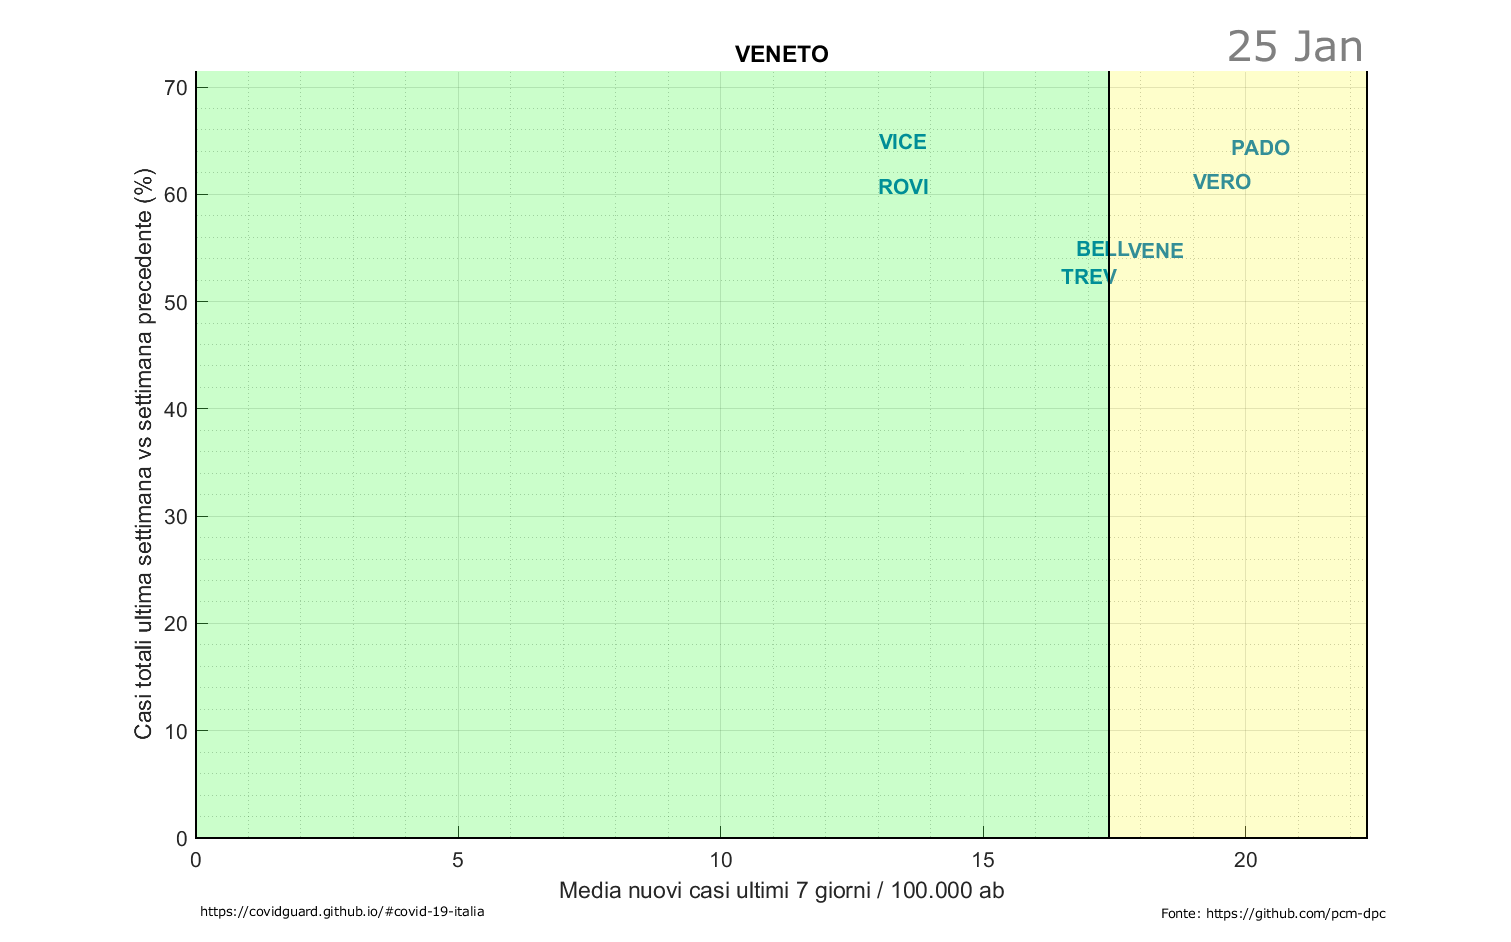 25 Jan
VENETO
Casi totali ultima settimana vs settimana precedente (%)
70
60
50
40
30
20
10
0
VICE
PADO
VERO
ROVI
BELL
VENE
TREV
0
5
10
15
20
Media nuovi casi ultimi 7 giorni / 100.000 ab
https://covidguard.github.io/#covid-19-italia
Fonte: https://github.com/pcm-dpc